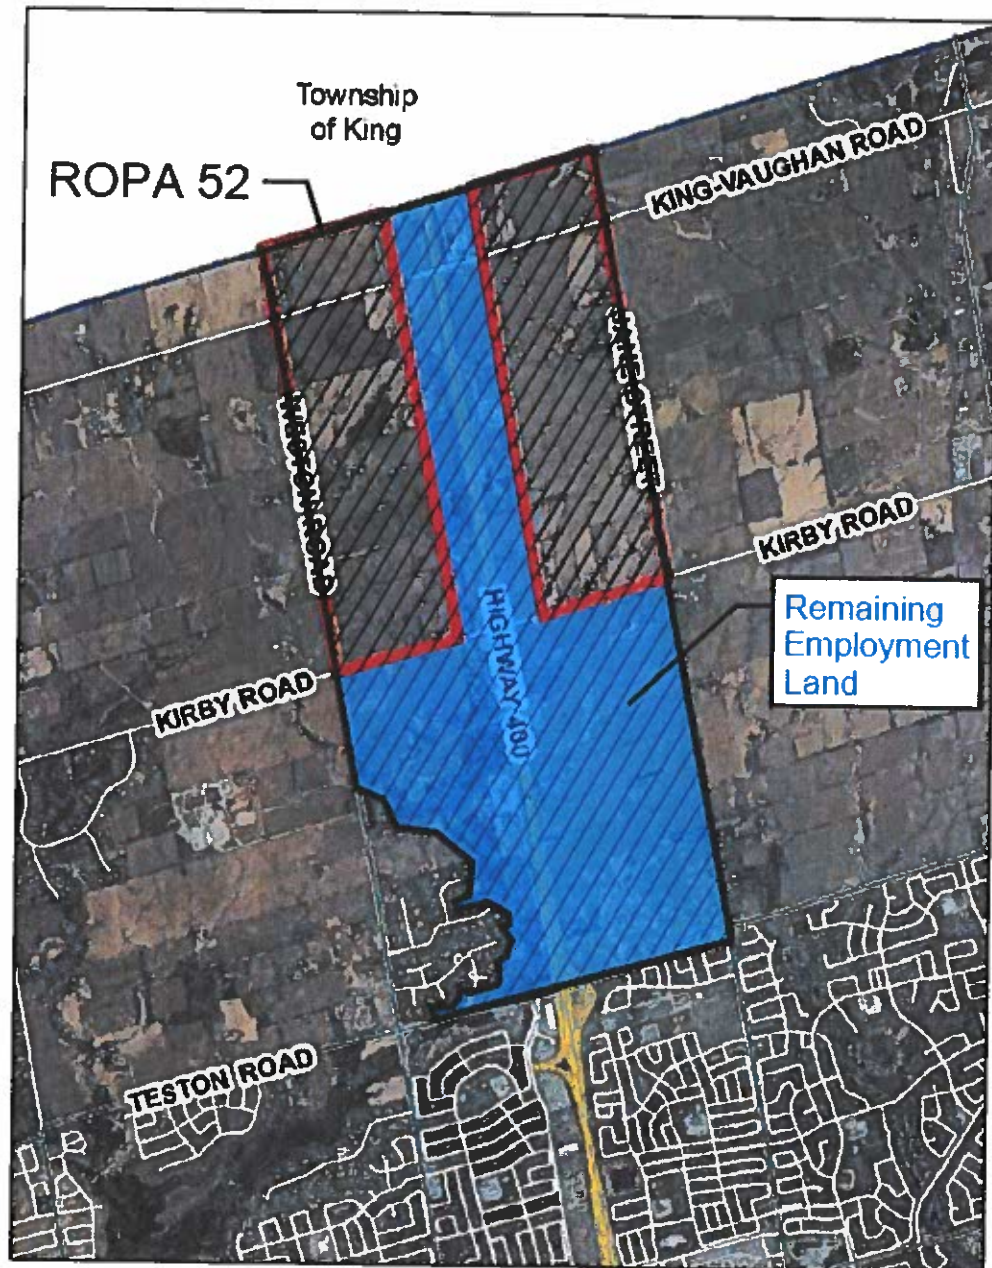 Township
of King
ROPA 52
KING-VAUGHAN ROAD
KIRBY ROAD
Remaining
Employment
Land
HIGHWAY 400
KIRBY ROAD
TESTON ROAD